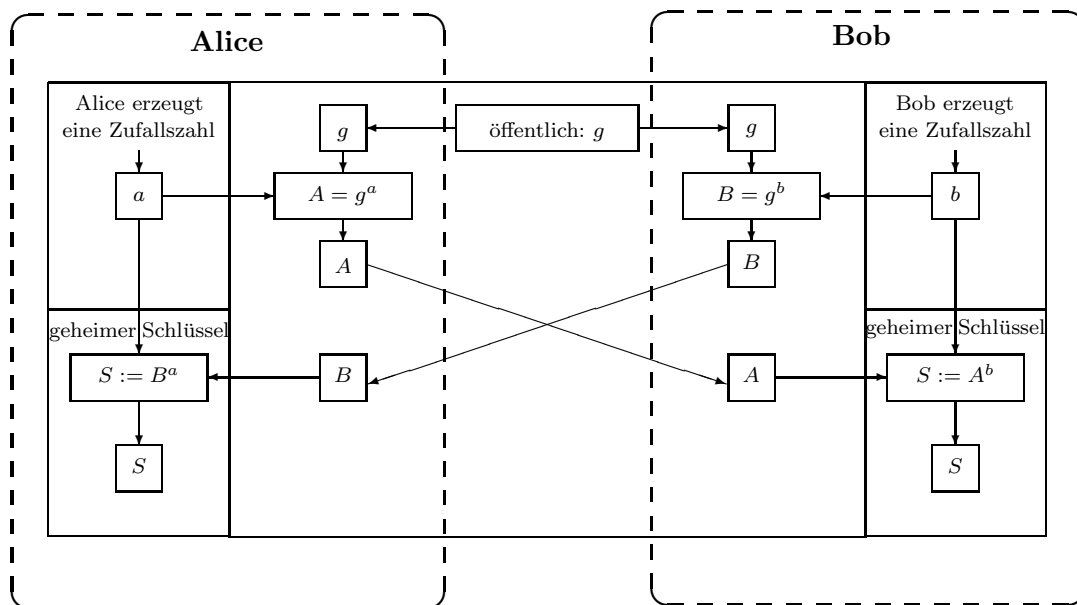 Alice
Bob
Alice erzeugt
eine Zufallszahl
g
öffentlich: g
g
Bob erzeugt
eine Zufallszahl
a
A = g^a
B = g^b
b
A
B
geheimer Schlüssel
geheimer Schlüssel
S := B^a
B
A
S := A^b
S
S